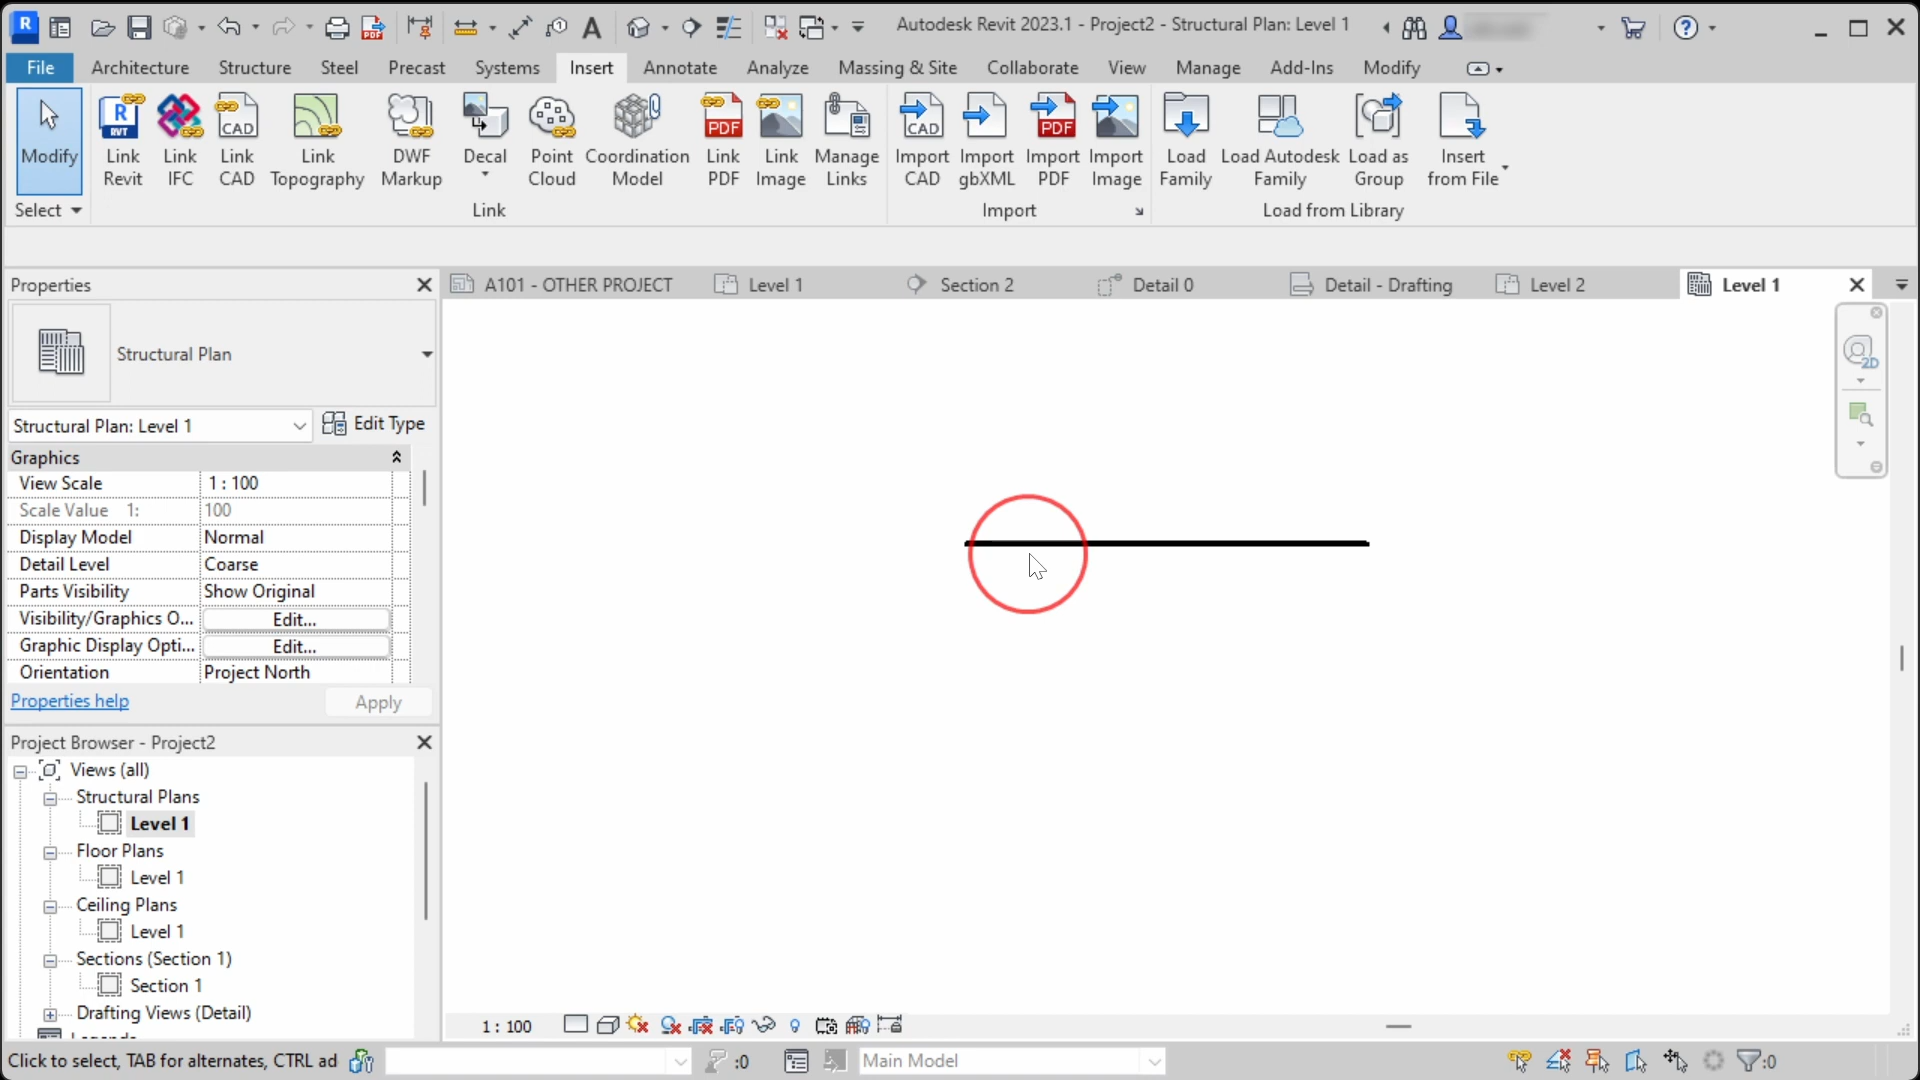 R
Autodesk Revit 2023.1 - Project2 - Structural Plan: Level 1
File Architecture Structure Steel Precast Systems Insert Annotate Analyze Massing & Site Collaborate View Manage Add-Ins Modify
Modify
Select
Link Revit
Link IFC
Link CAD
Link Topography
DWF Markup
Decal
Point Cloud
Coordination Model
Link PDF
Link Image
Manage Links
Link
Import CAD
Import gbXML
Import PDF
Import Image
Import
Load Family
Load Autodesk Family
Load as Group
Insert from File
Load from Library
Properties
A101 - OTHER PROJECT Level 1 Section 2 Detail 0 Detail - Drafting Level 2 Level 1
Structural Plan
Structural Plan: Level 1 Edit Type
Graphics
View Scale 1 : 100
Scale Value 1: 100
Display Model Normal
Detail Level Coarse
Parts Visibility Show Original
Visibility/Graphics O... Edit...
Graphic Display Opti... Edit...
Orientation Project North
Properties help Apply
Project Browser - Project2
Views (all)
Structural Plans
Level 1
Floor Plans
Level 1
Ceiling Plans
Level 1
Sections (Section 1)
Section 1
Drafting Views (Detail)
2D
1 : 100
Click to select, TAB for alternates, CTRL ad :0 Main Model :0